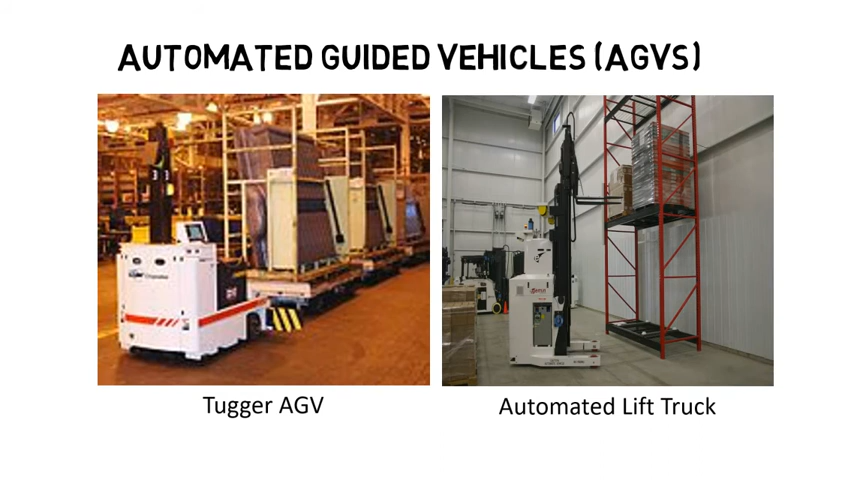 AUTOMATED GUIDED VEHICLES (AGVS)
Tugger AGV
Automated Lift Truck